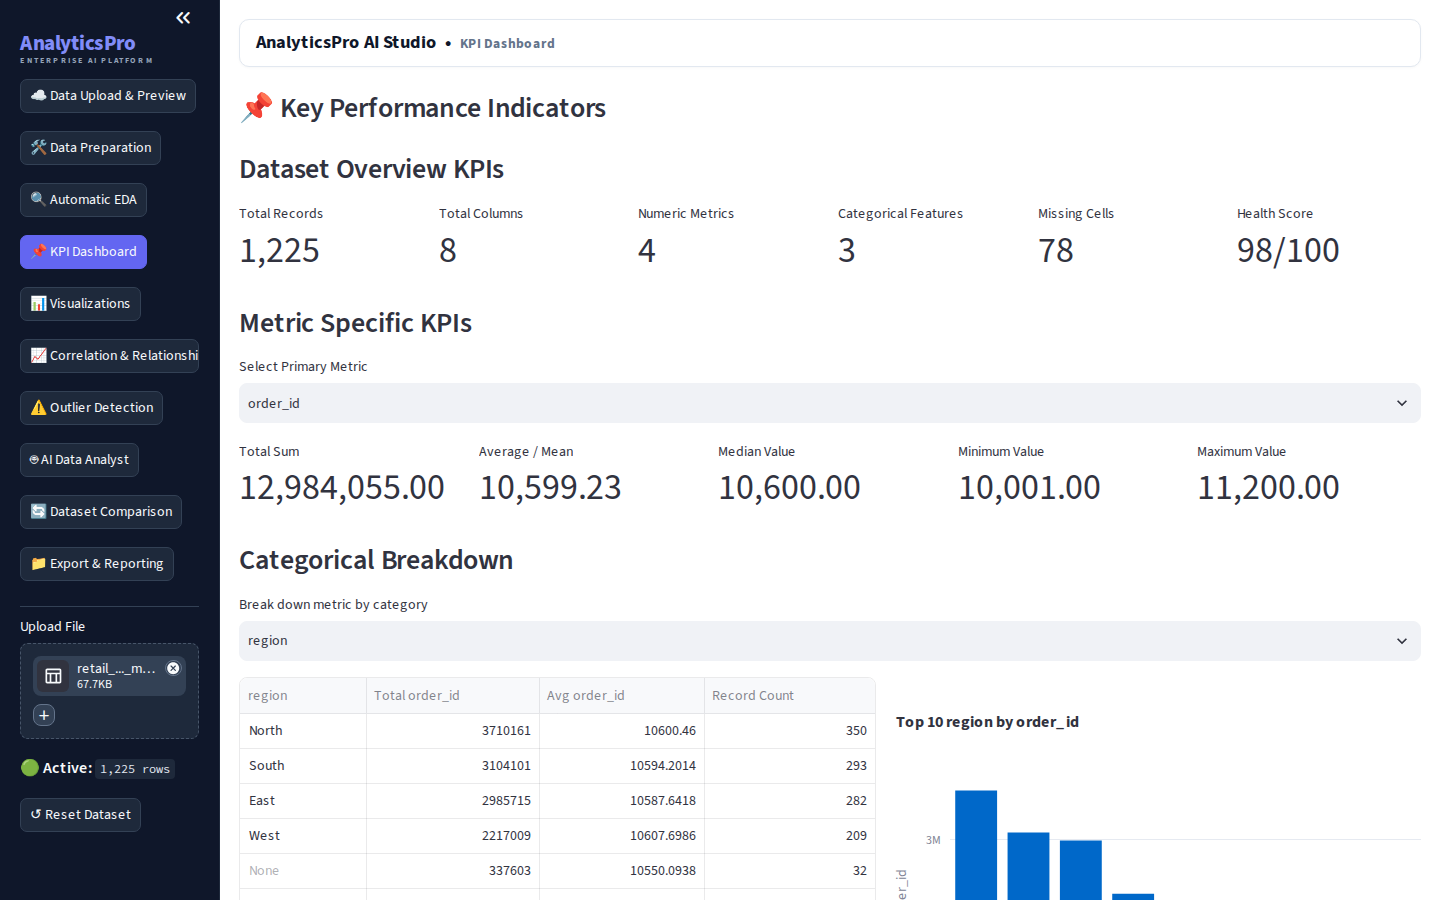 AnalyticsPro
ENTERPRISE AI PLATFORM
Data Upload & Preview
Data Preparation
Automatic EDA
KPI Dashboard
Visualizations
Correlation & Relationshi
Outlier Detection
AI Data Analyst
Dataset Comparison
Export & Reporting
Upload File
retail_..._m...
67.7KB
Active: 1,225 rows
↺ Reset Dataset
AnalyticsPro AI Studio • KPI Dashboard
Key Performance Indicators
Dataset Overview KPIs
Total Records Total Columns Numeric Metrics Categorical Features Missing Cells Health Score
1,225 8 4 3 78 98/100
Metric Specific KPIs
Select Primary Metric
order_id
Total Sum Average / Mean Median Value Minimum Value Maximum Value
12,984,055.00 10,599.23 10,600.00 10,001.00 11,200.00
Categorical Breakdown
Break down metric by category
region
region Total order_id Avg order_id Record Count
North 3710161 10600.46 350
South 3104101 10594.2014 293
East 2985715 10587.6418 282
West 2217009 10607.6986 209
None 337603 10550.0938 32
Top 10 region by order_id
3M
er_id